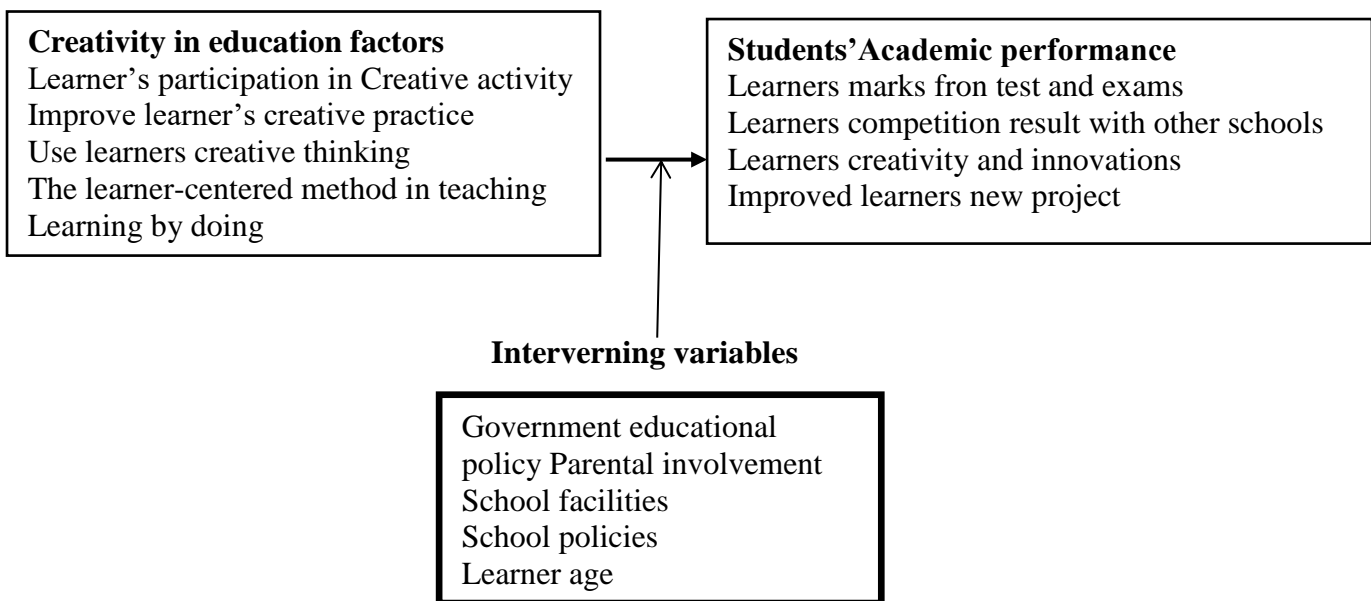 Creativity in education factors
Learner’s participation in Creative activity
Improve learner’s creative practice
Use learners creative thinking
The learner-centered method in teaching
Learning by doing
Students’Academic performance
Learners marks fron test and exams
Learners competition result with other schools
Learners creativity and innovations
Improved learners new project
Interverning variables
Government educational
policy Parental involvement
School facilities
School policies
Learner age